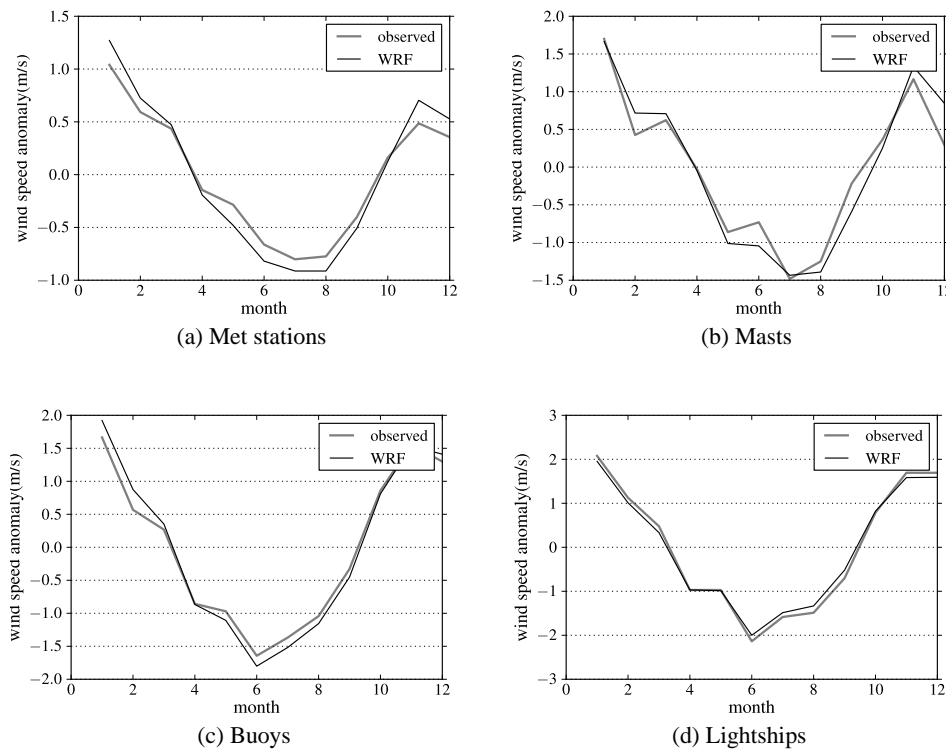 1.5
1.0
0.5
0.0
−0.5
−1.0
0 2 4 6 8 10 12
wind speed anomaly(m/s)
month
observed
WRF
(a) Met stations
2.0
1.5
1.0
0.5
0.0
−0.5
−1.0
−1.5
0 2 4 6 8 10 12
wind speed anomaly(m/s)
month
observed
WRF
(b) Masts
2.0
1.5
1.0
0.5
0.0
−0.5
−1.0
−1.5
−2.0
0 2 4 6 8 10 12
wind speed anomaly(m/s)
month
observed
WRF
(c) Buoys
3
2
1
0
−1
−2
−3
0 2 4 6 8 10 12
wind speed anomaly(m/s)
month
observed
WRF
(d) Lightships